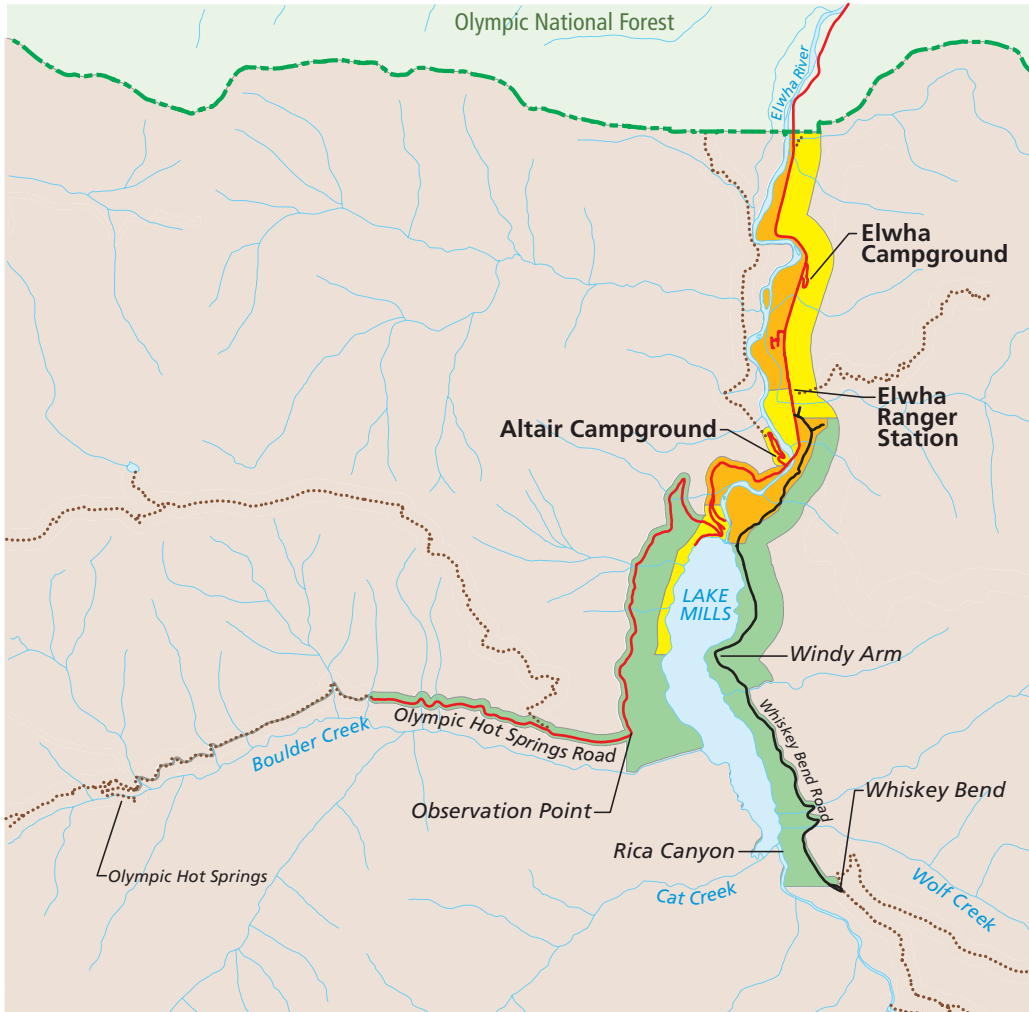 Olympic National Forest
Elwha River
Elwha
Campground
Elwha
Ranger
Station
Altair Campground
LAKE
MILLS
Windy Arm
Olympic Hot Springs Road
Boulder Creek
Whiskey Bend Road
Whiskey Bend
Observation Point
Rica Canyon
Olympic Hot Springs
Cat Creek
Wolf Creek